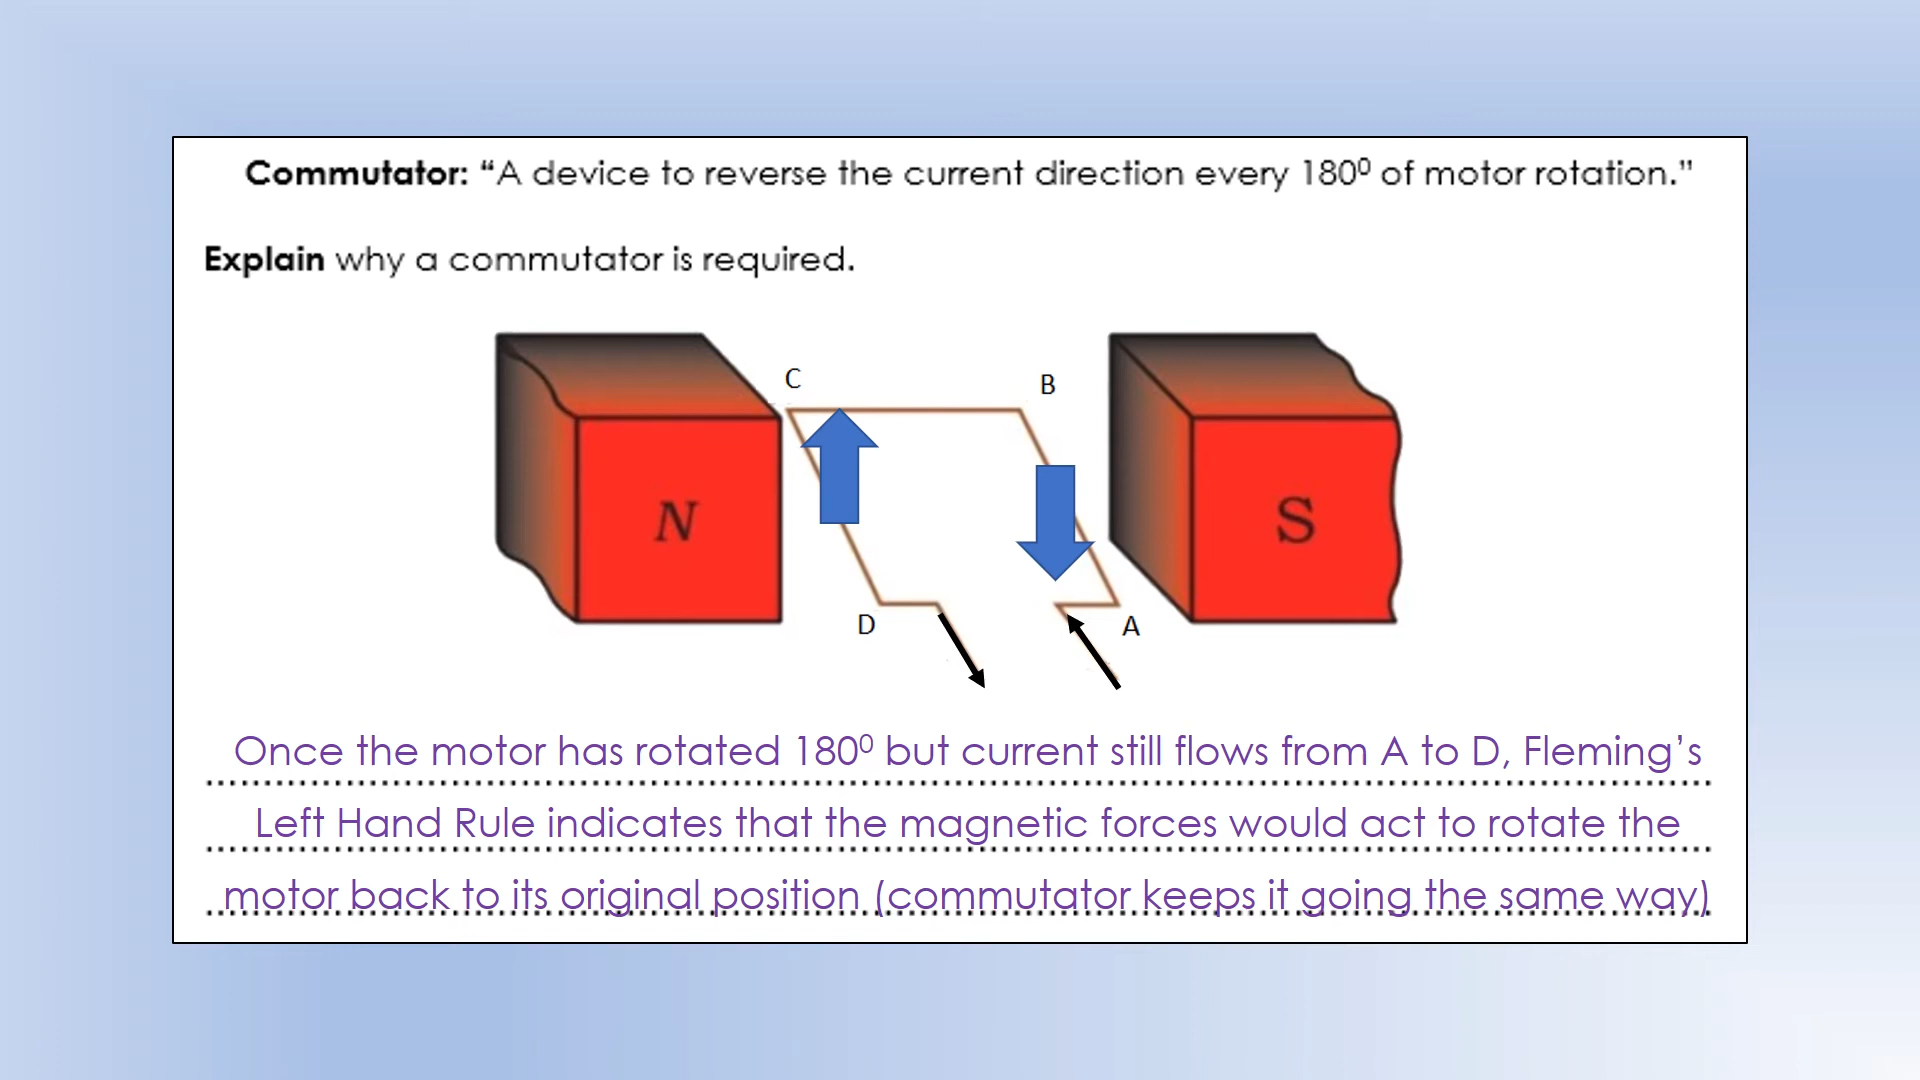 Commutator: “A device to reverse the current direction every 180⁰ of motor rotation.”
Explain why a commutator is required.
C
B
N
S
D
A
Once the motor has rotated 180⁰ but current still flows from A to D, Fleming’s
Left Hand Rule indicates that the magnetic forces would act to rotate the
motor back to its original position (commutator keeps it going the same way)